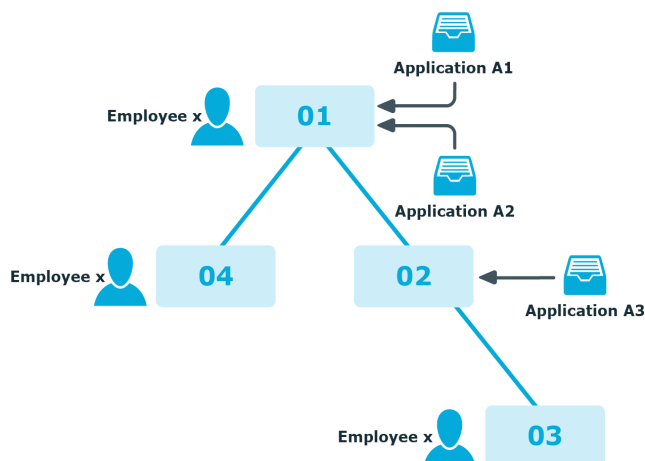 Application A1
Employee x
01
Application A2
Employee x
04
02
Application A3
Employee x
03